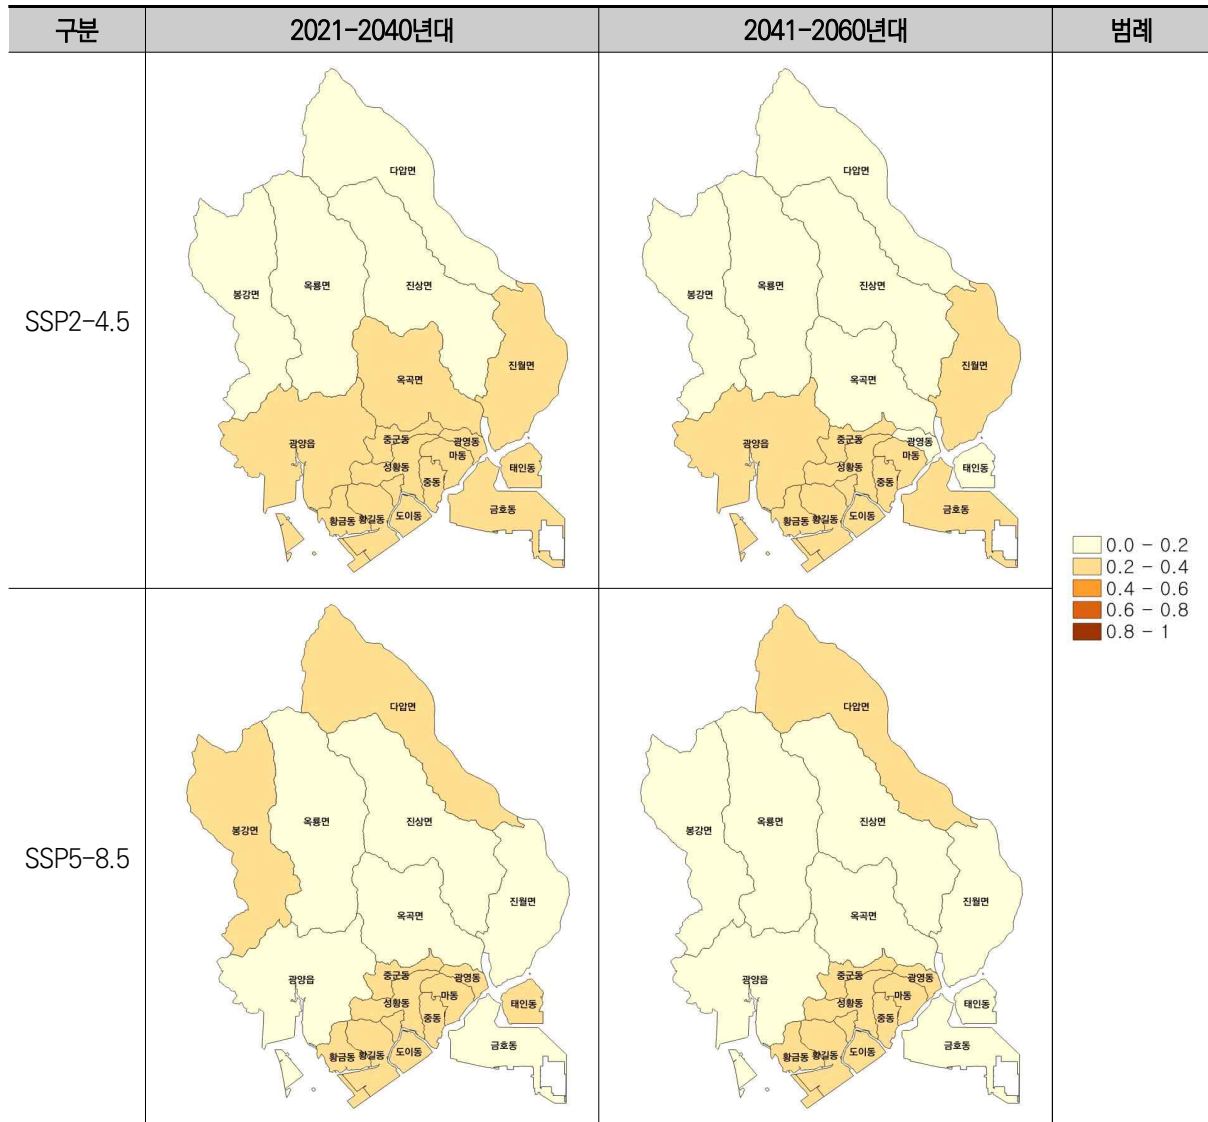 구분 2021-2040년대 2041-2060년대 범례
SSP2-4.5
다압면
봉강면
옥룡면
진상면
진월면
옥곡면
광양읍
중군동
광영동
마동
성황동
중동
태인동
황금동
황길동
도이동
금호동
다압면
봉강면
옥룡면
진상면
진월면
옥곡면
광양읍
중군동
광영동
마동
성황동
중동
태인동
황금동
황길동
도이동
금호동
0.0 - 0.2
0.2 - 0.4
0.4 - 0.6
0.6 - 0.8
0.8 - 1
SSP5-8.5
다압면
봉강면
옥룡면
진상면
진월면
옥곡면
광양읍
중군동
광영동
마동
성황동
중동
태인동
황금동
황길동
도이동
금호동
다압면
봉강면
옥룡면
진상면
진월면
옥곡면
광양읍
중군동
광영동
마동
성황동
중동
태인동
황금동
황길동
도이동
금호동